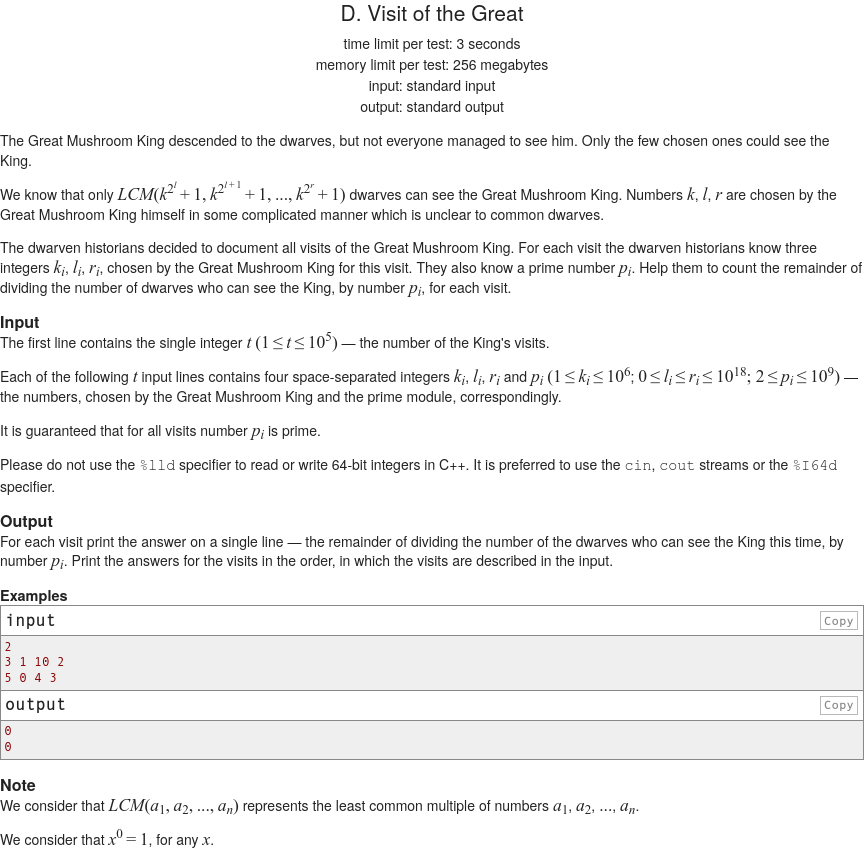 D. Visit of the Great
time limit per test: 3 seconds
memory limit per test: 256 megabytes
input: standard input
output: standard output
The Great Mushroom King descended to the dwarves, but not everyone managed to see him. Only the few chosen ones could see the
King.
We know that only LCM(k^{2^l} + 1, k^{2^{l+1}} + 1, ..., k^{2^r} + 1) dwarves can see the Great Mushroom King. Numbers k, l, r are chosen by the
Great Mushroom King himself in some complicated manner which is unclear to common dwarves.
The dwarven historians decided to document all visits of the Great Mushroom King. For each visit the dwarven historians know three
integers k_i, l_i, r_i, chosen by the Great Mushroom King for this visit. They also know a prime number p_i. Help them to count the remainder of
dividing the number of dwarves who can see the King, by number p_i, for each visit.
Input
The first line contains the single integer t (1 ≤ t ≤ 10^5) — the number of the King's visits.
Each of the following t input lines contains four space-separated integers k_i, l_i, r_i and p_i (1 ≤ k_i ≤ 10^6; 0 ≤ l_i ≤ r_i ≤ 10^18; 2 ≤ p_i ≤ 10^9) —
the numbers, chosen by the Great Mushroom King and the prime module, correspondingly.
It is guaranteed that for all visits number p_i is prime.
Please do not use the %lld specifier to read or write 64-bit integers in C++. It is preferred to use the cin, cout streams or the %I64d
specifier.
Output
For each visit print the answer on a single line — the remainder of dividing the number of the dwarves who can see the King this time, by
number p_i. Print the answers for the visits in the order, in which the visits are described in the input.
Examples
input
Copy
2
3 1 10 2
5 0 4 3
output
Copy
0
0
Note
We consider that LCM(a_1, a_2, ..., a_n) represents the least common multiple of numbers a_1, a_2, ..., a_n.
We consider that x^0 = 1, for any x.